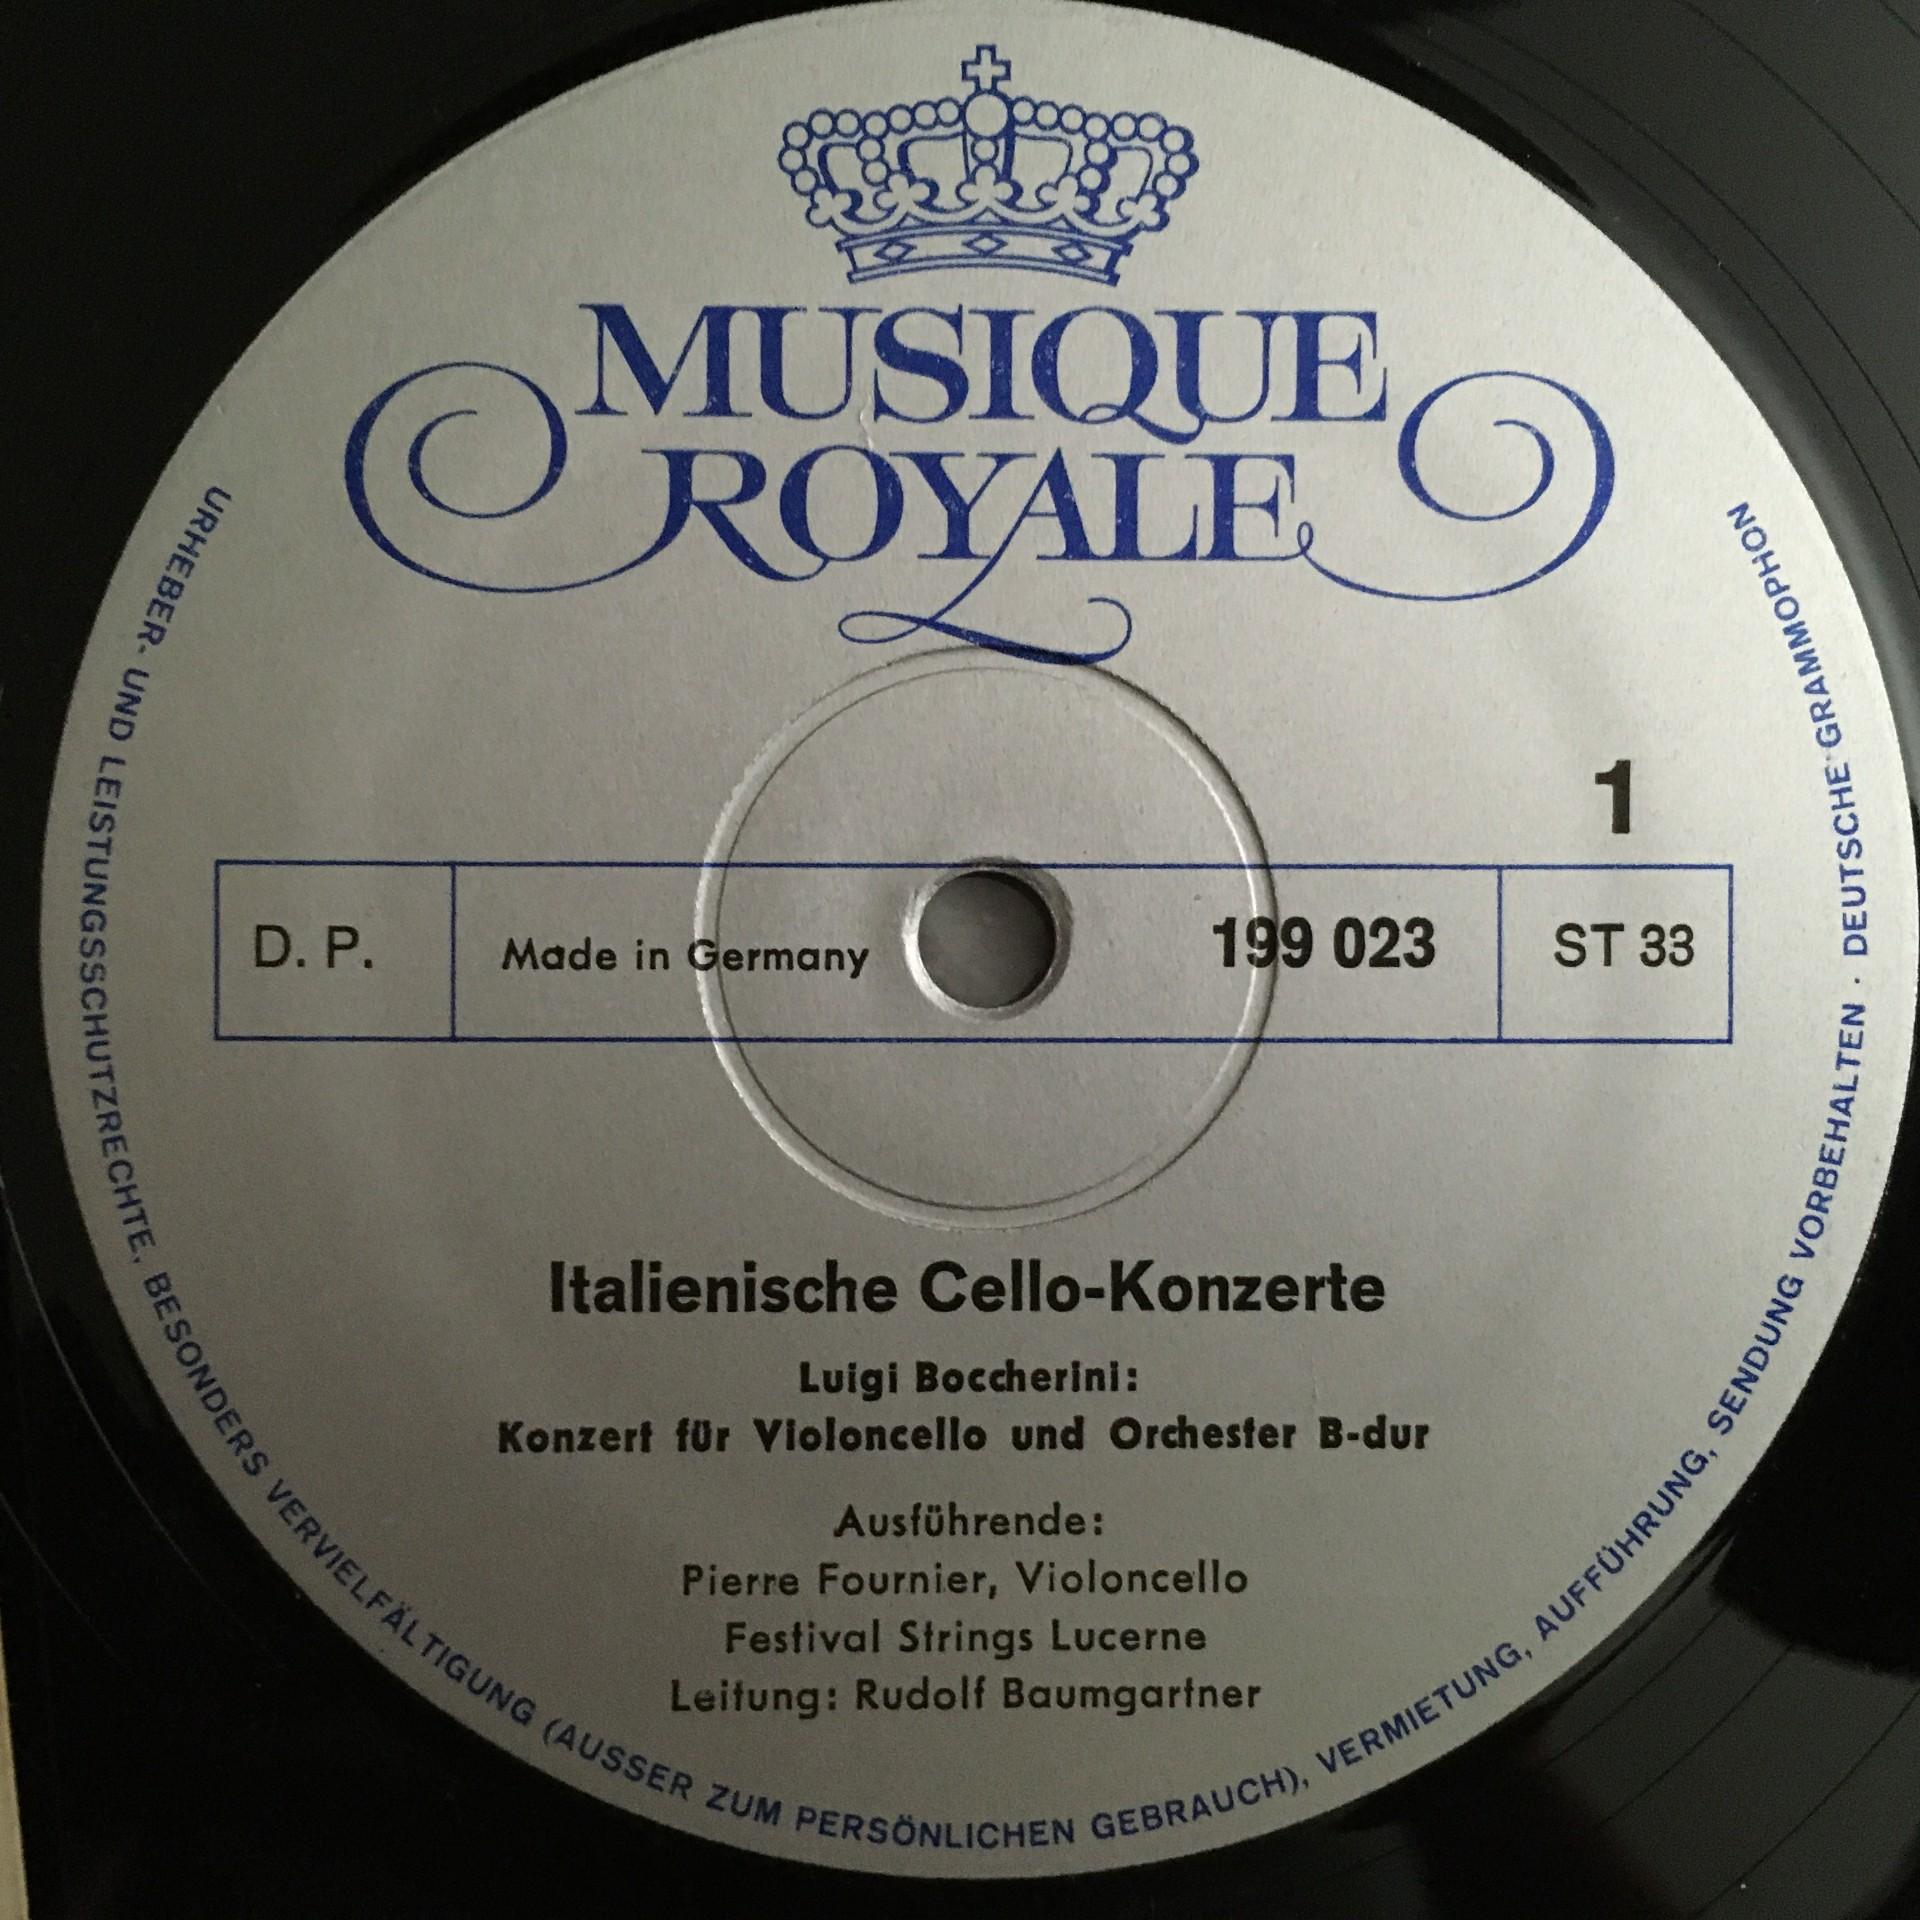 MUSIQUE
ROYALE
1
D. P.
Made in Germany
199 023
ST 33
Italienische Cello-Konzerte
Luigi Boccherini:
Konzert für Violoncello und Orchester B-dur
Ausführende:
Pierre Fournier, Violoncello
Festival Strings Lucerne
Leitung: Rudolf Baumgartner
URHEBER- UND LEISTUNGSSCHUTZRECHTE, BESONDERS VERVIELFÄLTIGUNG (AUSSER ZUM PERSÖNLICHEN GEBRAUCH), VERMIETUNG, AUFFÜHRUNG, SENDUNG VORBEHALTEN · DEUTSCHE GRAMMOPHON